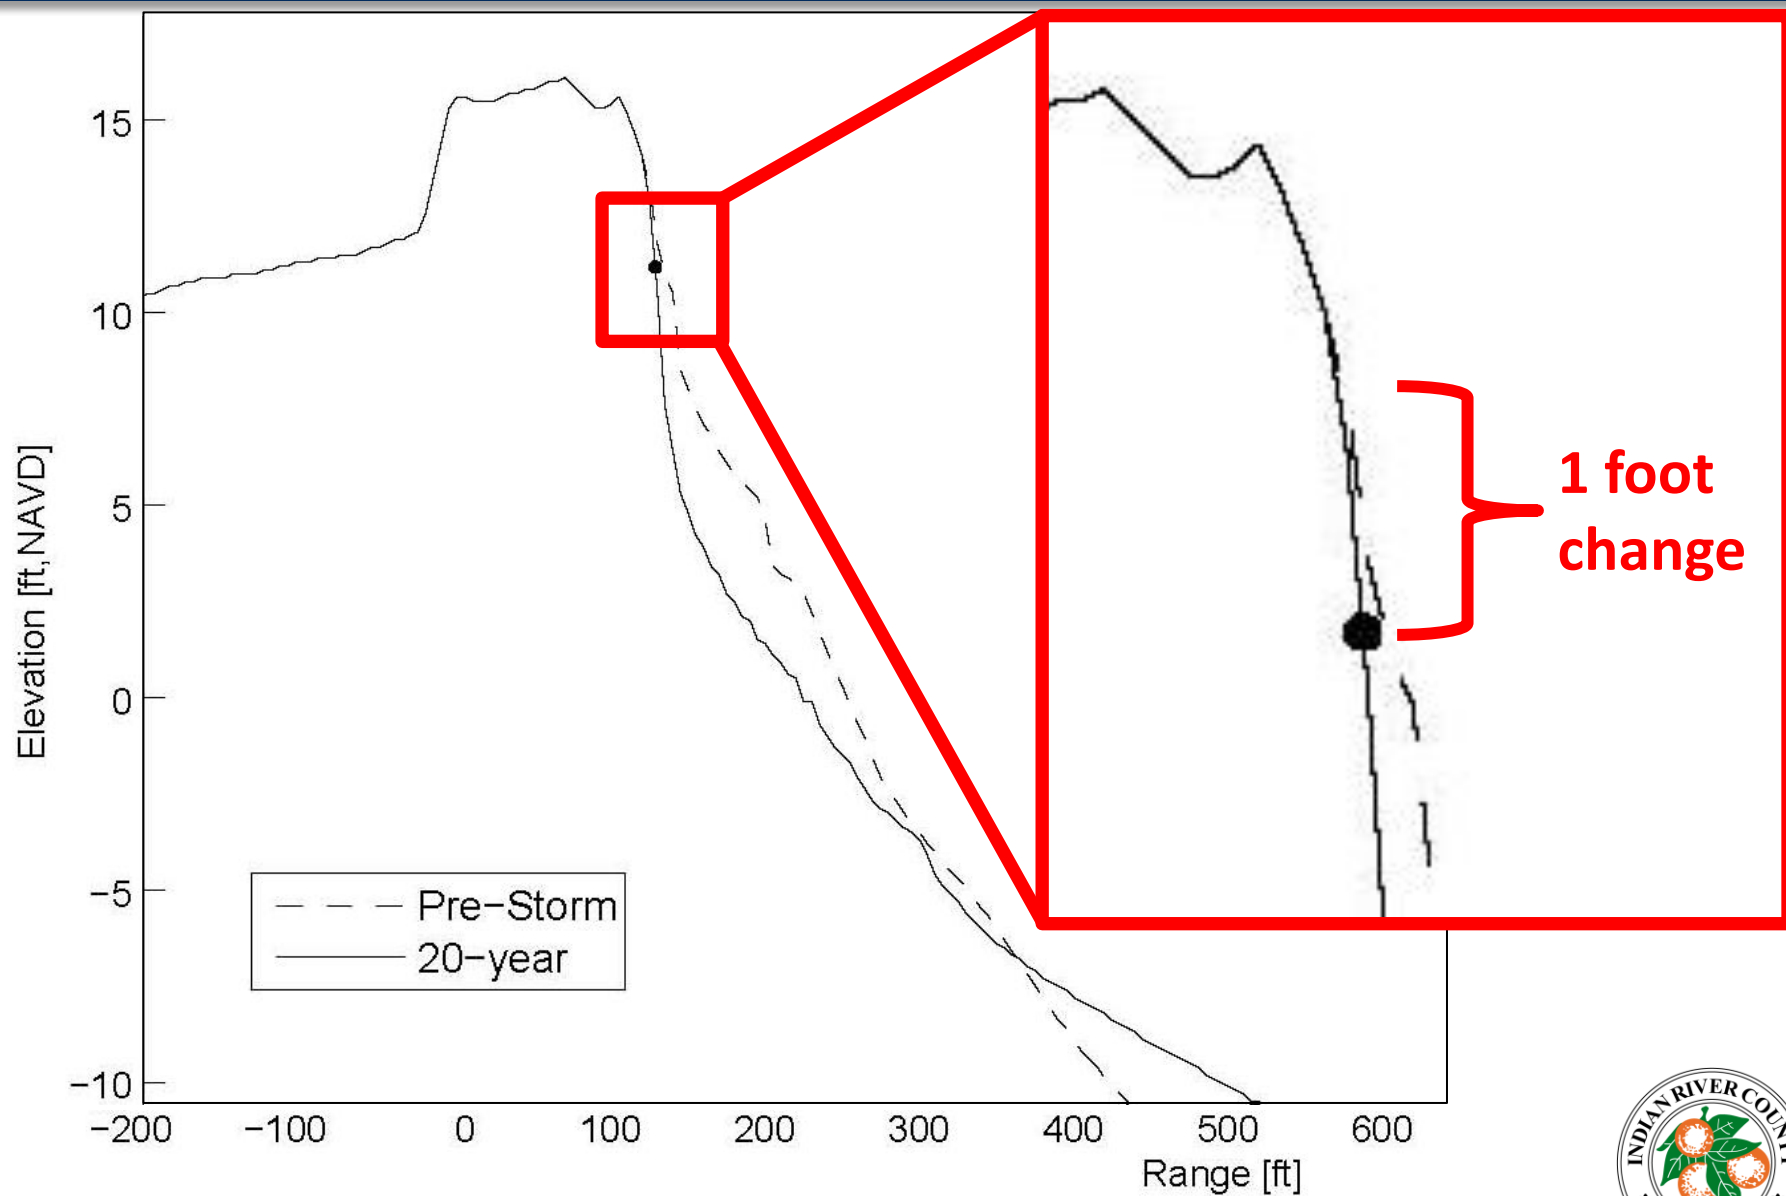 15
10
5
0
−5
−10
Elevation [ft,NAVD]
1 foot
change
Pre−Storm
20−year
−200 −100 0 100 200 300 400 500 600
Range [ft]
INDIAN RIVER